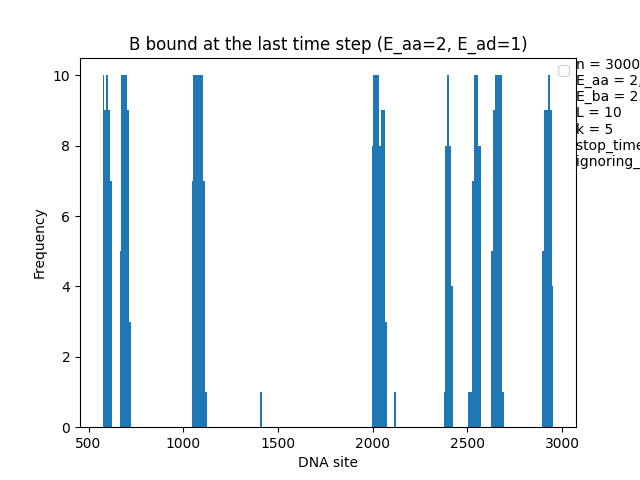 B bound at the last time step (E_aa=2, E_ad=1)
n = 3000
E_aa = 2,
E_ba = 2
L = 10
k = 5
stop_time
ignoring_
10
8
6
4
2
0
Frequency
500
1000
1500
2000
2500
3000
DNA site